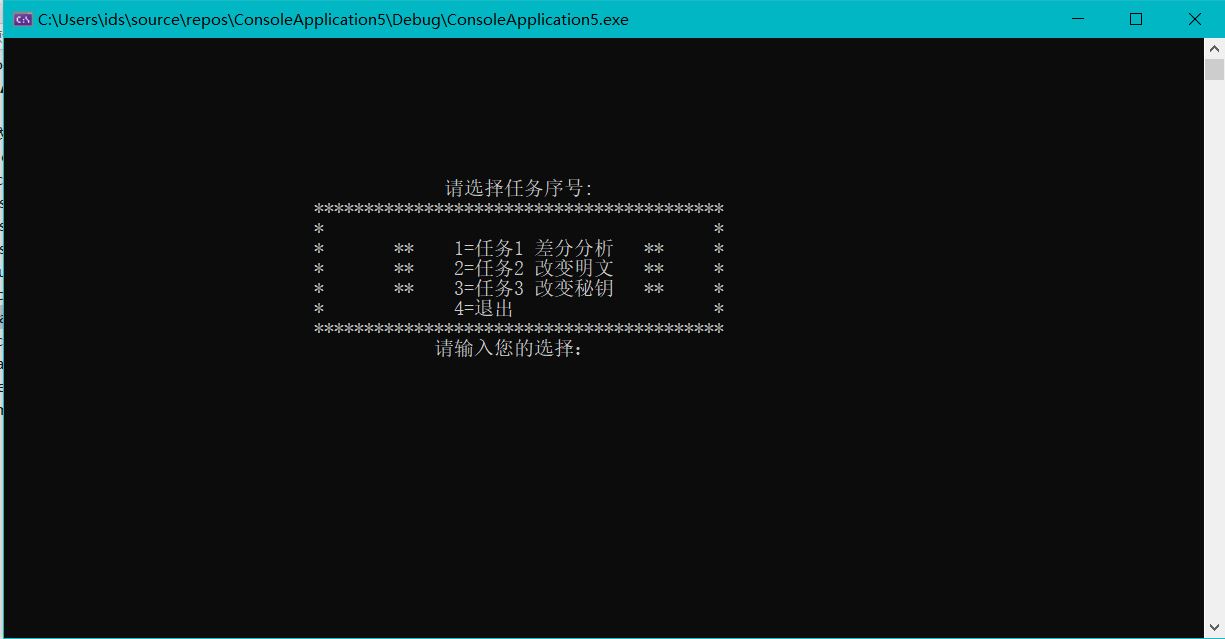 C:\Users\ids\source\repos\ConsoleApplication5\Debug\ConsoleApplication5.exe
请选择任务序号:
*****************************************
* *
* ** 1=任务1 差分分析 ** *
* ** 2=任务2 改变明文 ** *
* ** 3=任务3 改变秘钥 ** *
* 4=退出 *
*****************************************
请输入您的选择: